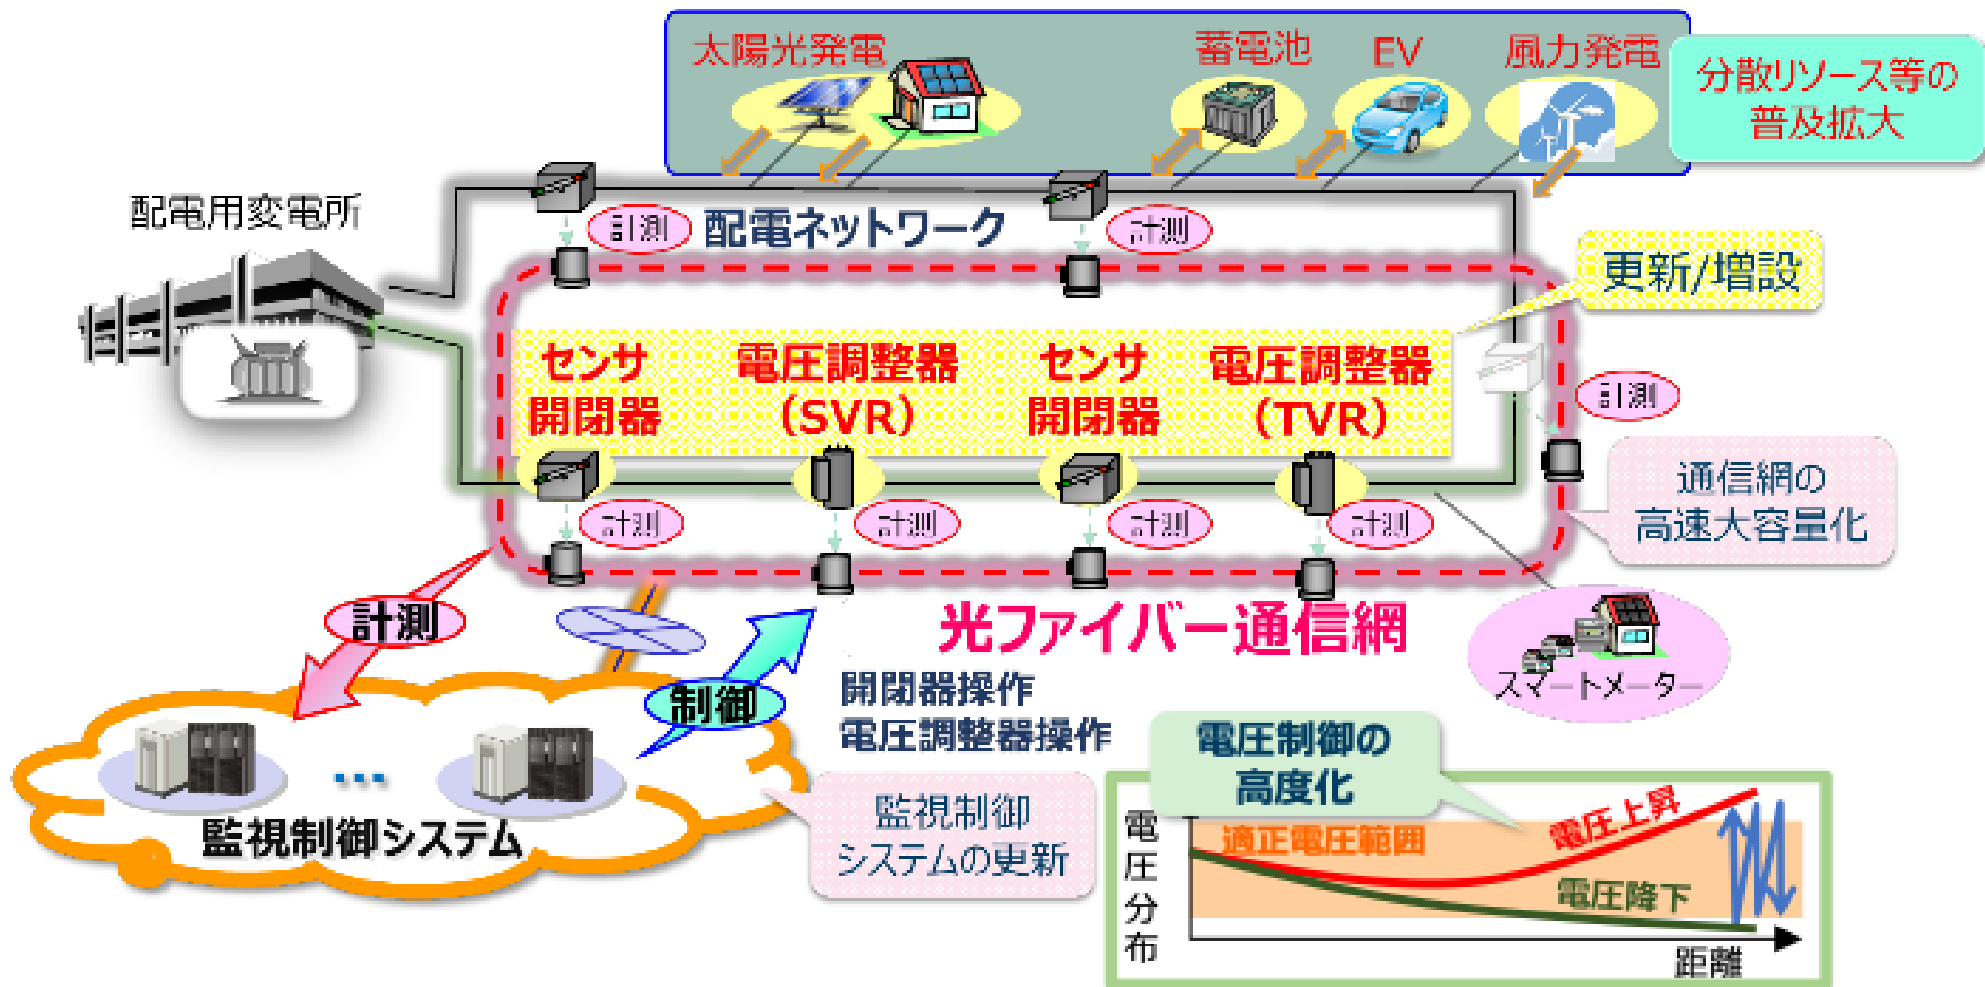 太陽光発電
蓄電池
EV
風力発電
分散リソース等の
普及拡大
配電用変電所
計測
配電ネットワーク
計測
更新/増設
センサ
開閉器
電圧調整器
(SVR)
センサ
開閉器
電圧調整器
(TVR)
計測
計測
計測
計測
計測
通信網の
高速大容量化
計測
光ファイバー通信網
スマートメーター
制御
開閉器操作
電圧調整器操作
…
監視制御システム
監視制御
システムの更新
電圧制御の
高度化
電圧分布
適正電圧範囲
電圧上昇
電圧降下
距離